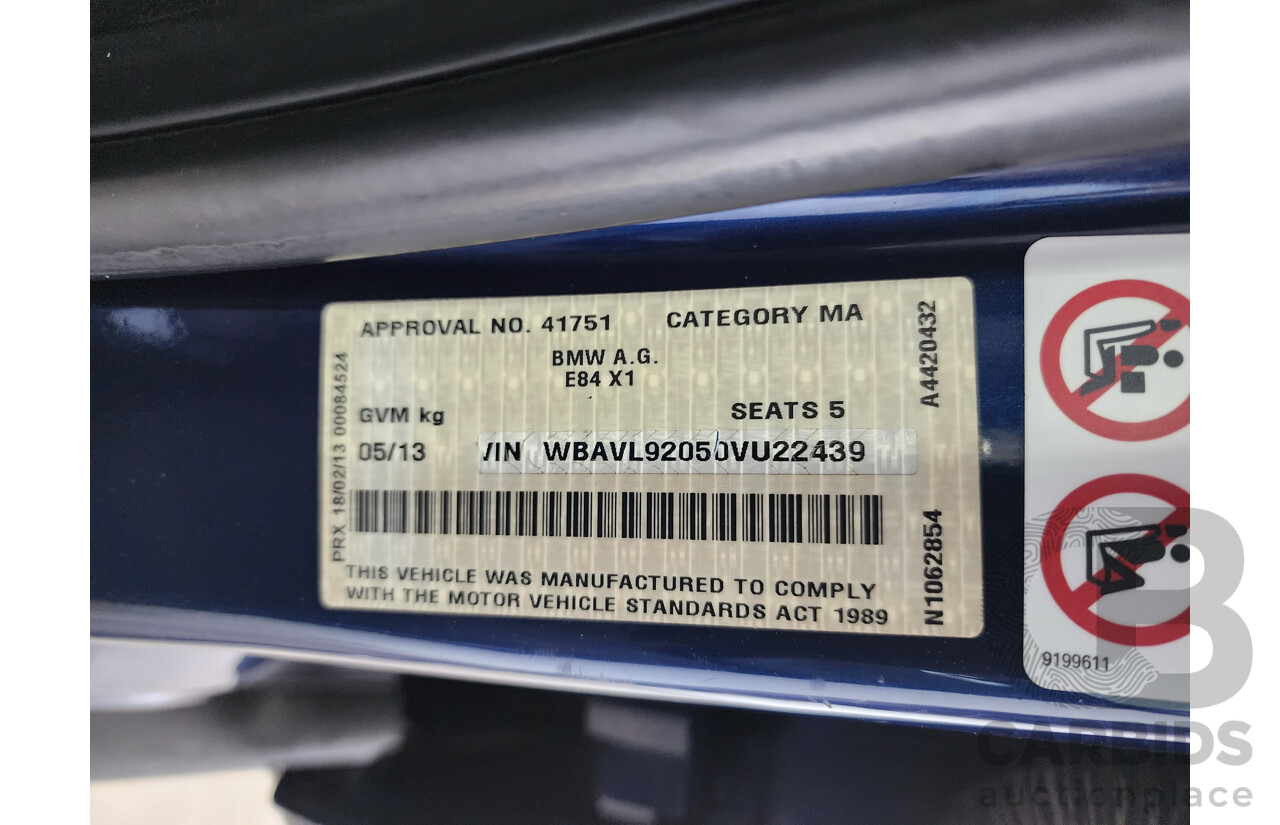 APPROVAL NO. 41751 CATEGORY MA
BMW A.G.
E84 X1
GVM kg SEATS 5
05/13 VIN WBAVL92050VU22439
THIS VEHICLE WAS MANUFACTURED TO COMPLY
WITH THE MOTOR VEHICLE STANDARDS ACT 1989
PRX 18/02/13 00084524
A4420432
N1062854
9199611
CARBIDS
auctionplace